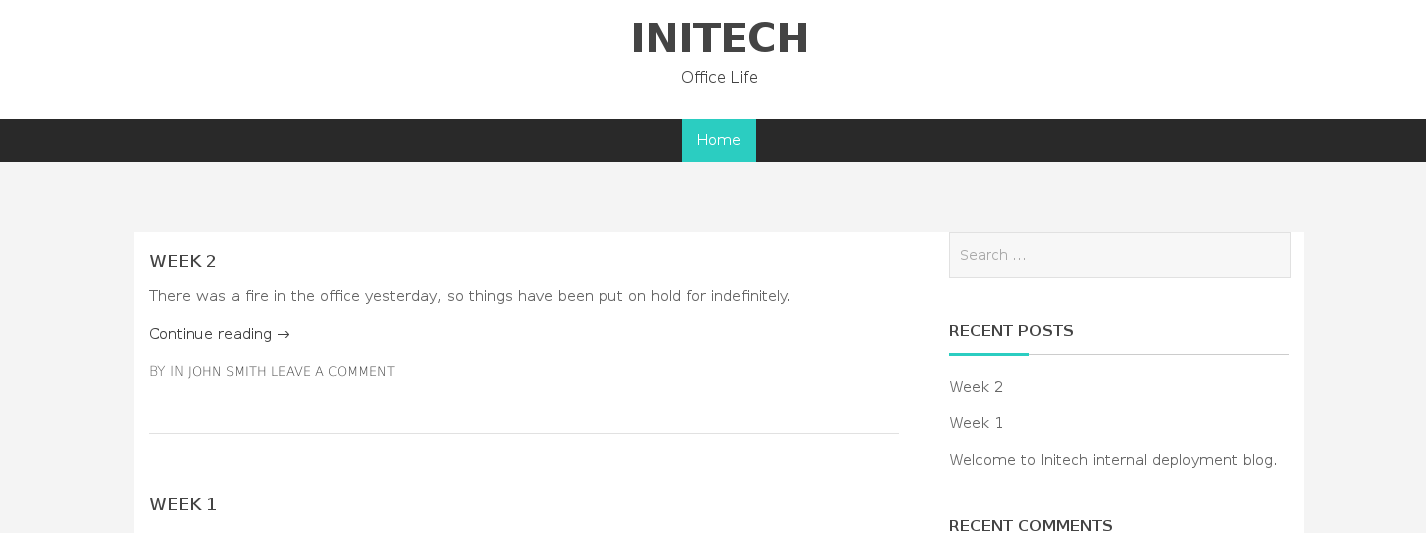 INITECH
Office Life
Home
WEEK 2
There was a fire in the office yesterday, so things have been put on hold for indefinitely.
Continue reading →
BY IN JOHN SMITH LEAVE A COMMENT
WEEK 1
Search ...
RECENT POSTS
Week 2
Week 1
Welcome to Initech internal deployment blog.
RECENT COMMENTS